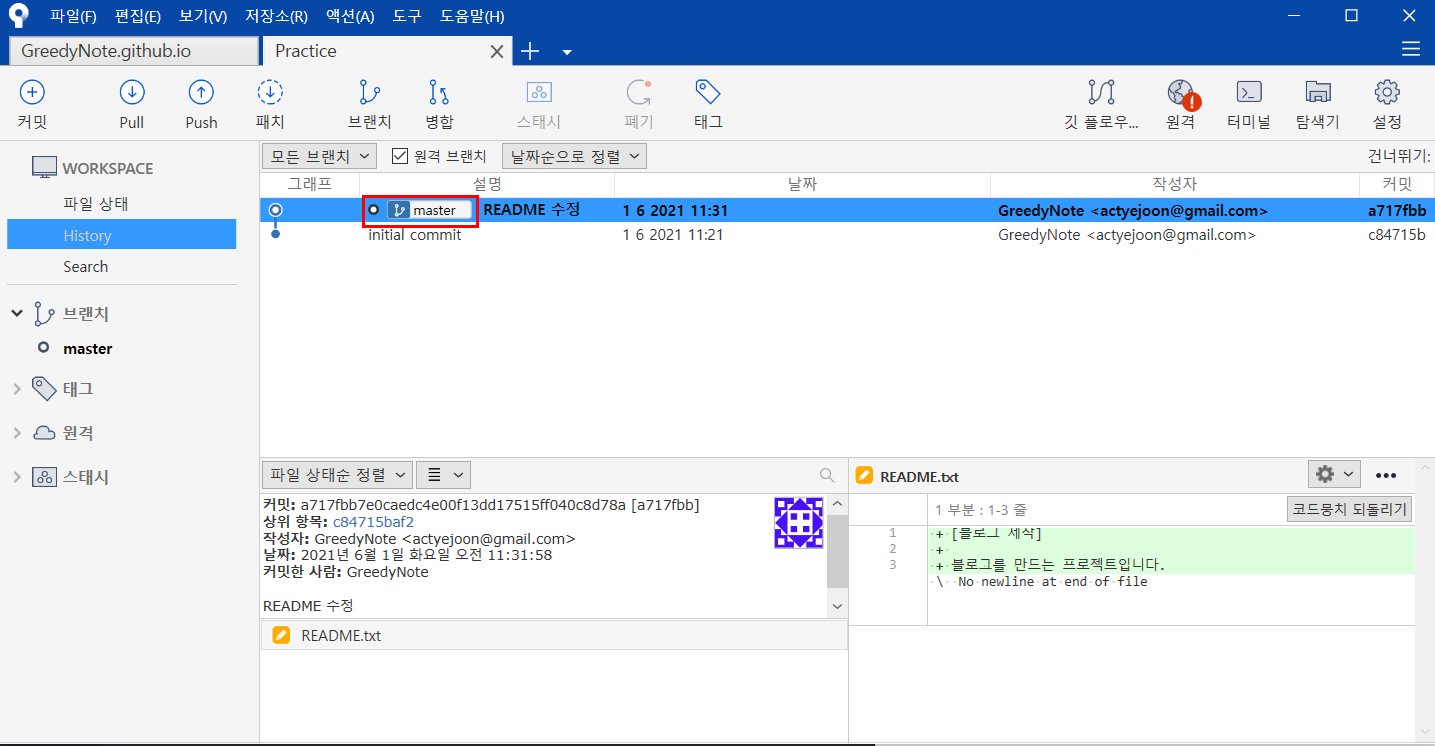 파일(F) 편집(E) 보기(V) 저장소(R) 액션(A) 도구 도움말(H)
GreedyNote.github.io Practice
커밋 Pull Push 패치 브랜치 병합 스태시 폐기 태그 깃 플로우... 원격 터미널 탐색기 설정
WORKSPACE
파일 상태
History
Search
브랜치
master
태그
원격
스태시
모든 브랜치 원격 브랜치 날짜순으로 정렬 건너뛰기:
그래프 설명 날짜 작성자 커밋
master README 수정 1 6 2021 11:31 GreedyNote <actyejoon@gmail.com> a717fbb
initial commit 1 6 2021 11:21 GreedyNote <actyejoon@gmail.com> c84715b
파일 상태순 정렬
커밋: a717fbb7e0caedc4e00f13dd17515ff040c8d78a [a717fbb]
상위 항목: c84715baf2
작성자: GreedyNote <actyejoon@gmail.com>
날짜: 2021년 6월 1일 화요일 오전 11:31:58
커밋한 사람: GreedyNote
README 수정
README.txt
README.txt
1 부분 : 1-3 줄 코드뭉치 되돌리기
1 + [블로그 제작]
2 +
3 + 블로그를 만드는 프로젝트입니다.
\ No newline at end of file